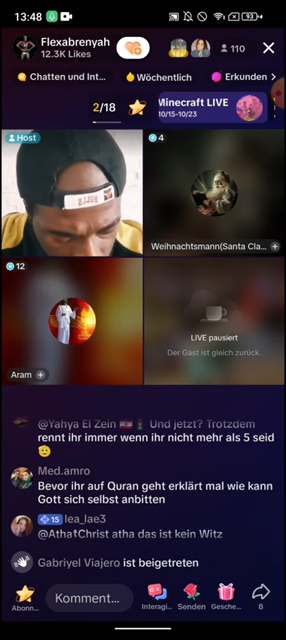 13:48
93
Flexabrenyah
12.3K Likes
110
Chatten und Int...
Wöchentlich
Erkunden
2/18
Minecraft LIVE
10/15-10/23
Host
4
Weihnachtsmann(Santa Cla...
12
Aram
LIVE pausiert
Der Gast ist gleich zurück.
@Yahya El Zein Und jetzt? Trotzdem
rennt ihr immer wenn ihr nicht mehr als 5 seid
Med.amro
Bevor ihr auf Quran geht erklärt mal wie kann
Gott sich selbst anbitten
15 lea_lae3
@Atha†Christ atha das ist kein Witz
Gabriyel Viajero ist beigetreten
Abonn...
Komment...
Interagi...
Senden
Gesche...
8